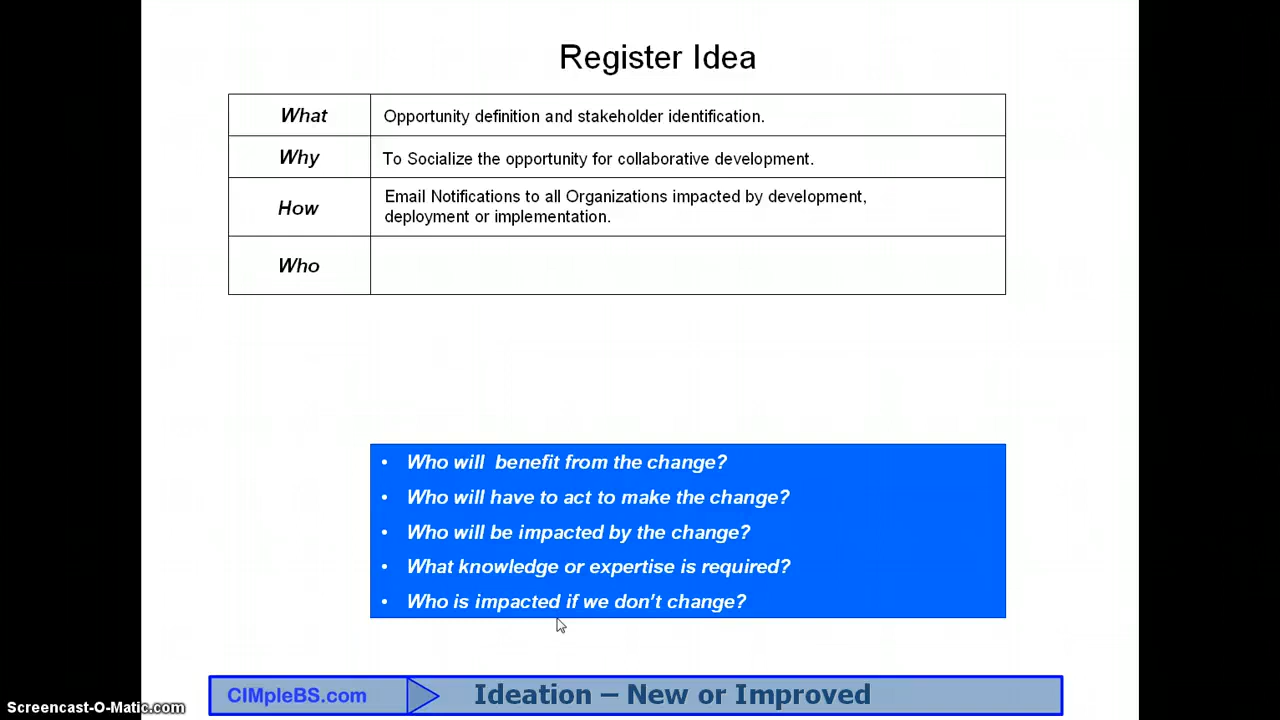 Register Idea
What
Opportunity definition and stakeholder identification.
Why
To Socialize the opportunity for collaborative development.
How
Email Notifications to all Organizations impacted by development,
deployment or implementation.
Who
• Who will benefit from the change?
• Who will have to act to make the change?
• Who will be impacted by the change?
• What knowledge or expertise is required?
• Who is impacted if we don't change?
CIMpleBS.com
Ideation – New or Improved
Screencast-O-Matic.com